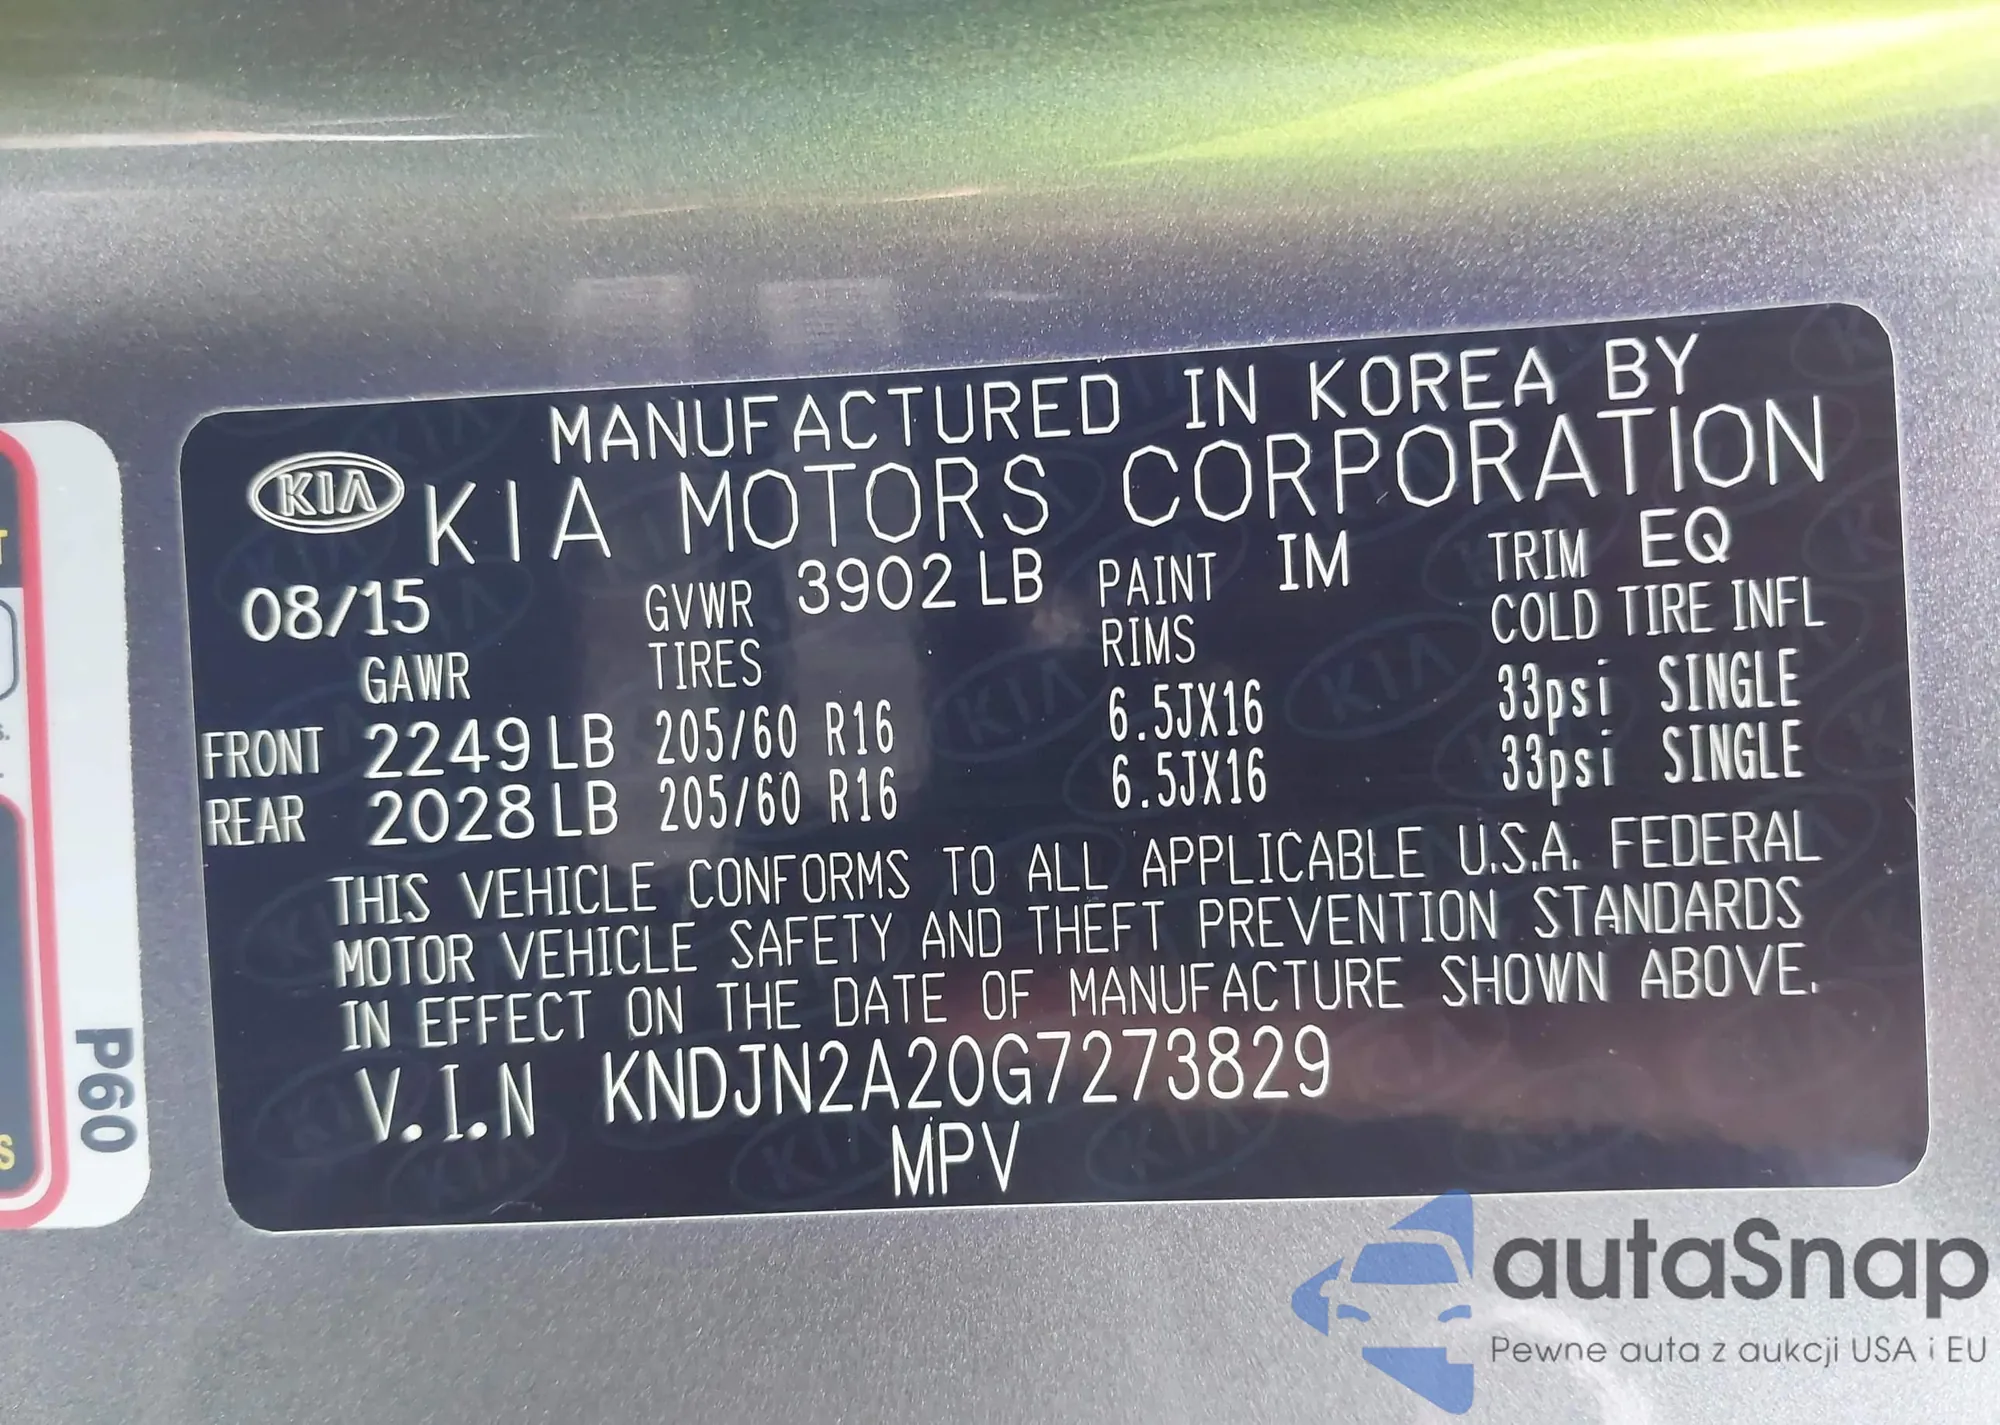 MANUFACTURED IN KOREA BY
KIA KIA MOTORS CORPORATION
08/15 GVWR 3902 LB PAINT IM TRIM EQ
GAWR TIRES RIMS COLD TIRE INFL
FRONT 2249 LB 205/60 R16 6.5JX16 33psi SINGLE
REAR 2028 LB 205/60 R16 6.5JX16 33psi SINGLE
THIS VEHICLE CONFORMS TO ALL APPLICABLE U.S.A. FEDERAL
MOTOR VEHICLE SAFETY AND THEFT PREVENTION STANDARDS
IN EFFECT ON THE DATE OF MANUFACTURE SHOWN ABOVE.
V.I.N KNDJN2A20G7273829
MPV
P60
autaSnap
Pewne auta z aukcji USA i EU